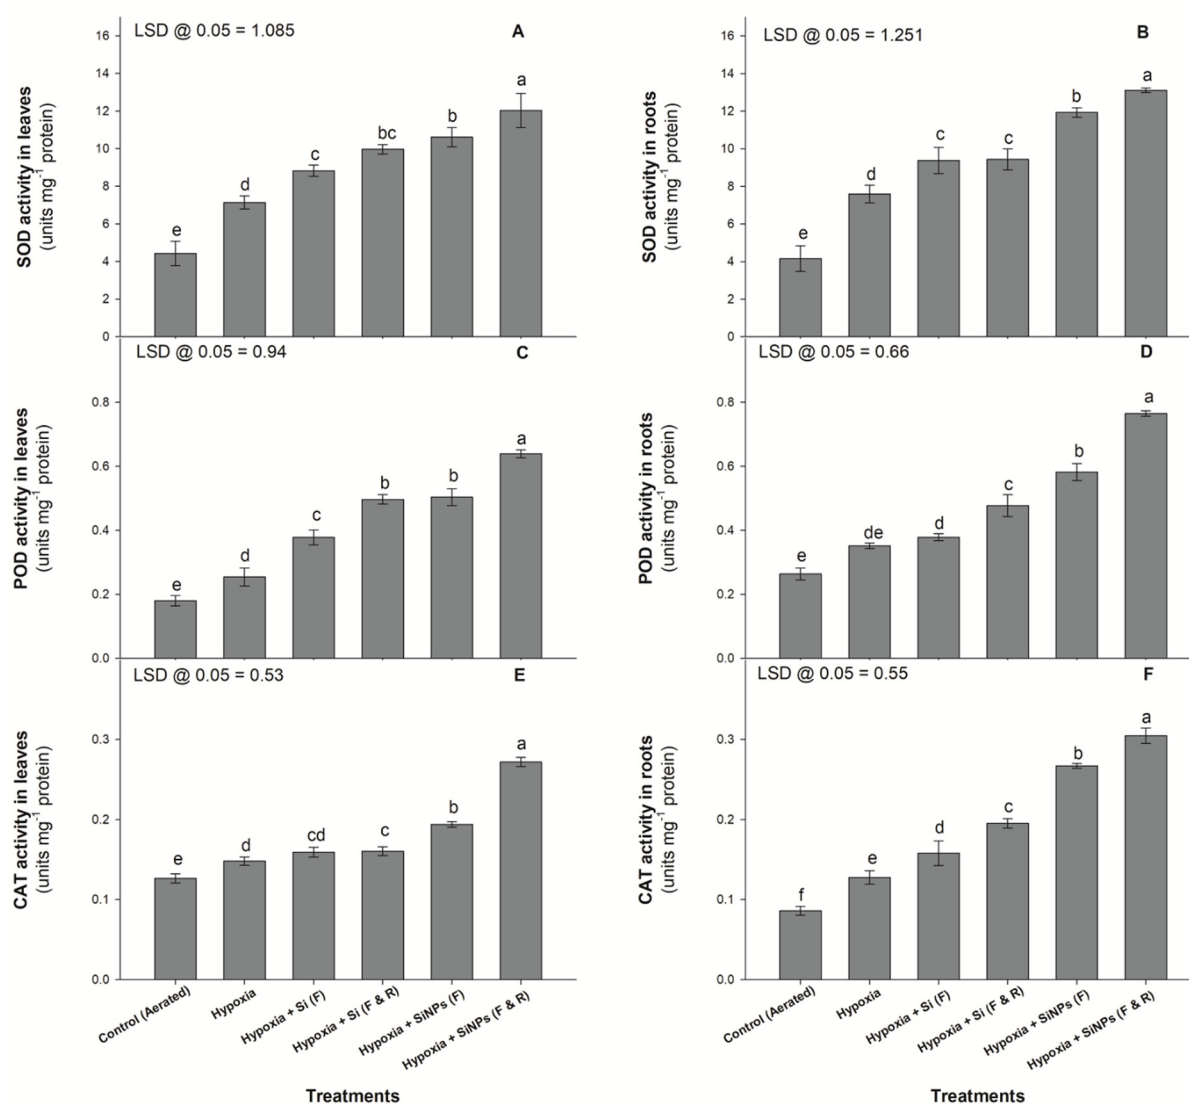 LSD @ 0.05 = 1.085
A
SOD activity in leaves
(units mg-1 protein)
16
14
12
10
8
6
4
2
0
e
d
c
bc
b
a
LSD @ 0.05 = 1.251
B
SOD activity in roots
(units mg-1 protein)
16
14
12
10
8
6
4
2
0
e
d
c
c
b
a
LSD @ 0.05 = 0.94
C
POD activity in leaves
(units mg-1 protein)
0.8
0.6
0.4
0.2
0.0
e
d
c
b
b
a
LSD @ 0.05 = 0.66
D
POD activity in roots
(units mg-1 protein)
0.8
0.6
0.4
0.2
0.0
e
de
d
c
b
a
LSD @ 0.05 = 0.53
E
CAT activity in leaves
(units mg-1 protein)
0.3
0.2
0.1
0.0
e
d
cd
c
b
a
Control (Aerated)
Hypoxia
Hypoxia + Si (F)
Hypoxia + Si (F & R)
Hypoxia + SiNPs (F)
Hypoxia + SiNPs (F & R)
Treatments
LSD @ 0.05 = 0.55
F
CAT activity in roots
(units mg-1 protein)
0.3
0.2
0.1
0.0
f
e
d
c
b
a
Control (Aerated)
Hypoxia
Hypoxia + Si (F)
Hypoxia + Si (F & R)
Hypoxia + SiNPs (F)
Hypoxia + SiNPs (F & R)
Treatments